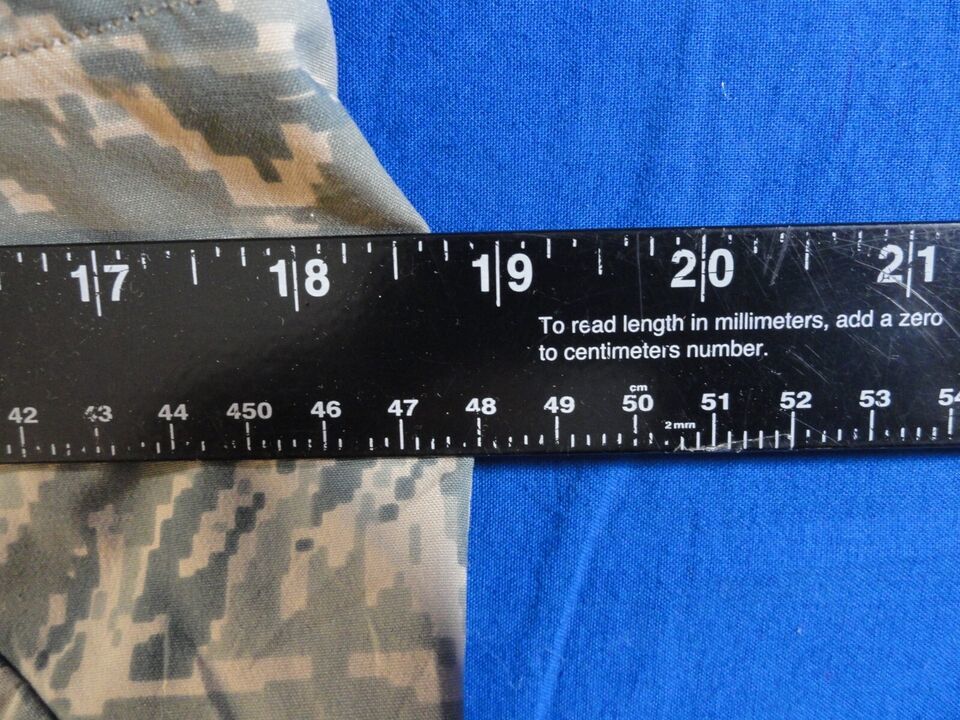 17 18 19 20 21
To read length in millimeters, add a zero
to centimeters number.
cm
42 43 44 450 46 47 48 49 50 51 52 53 54
2mm